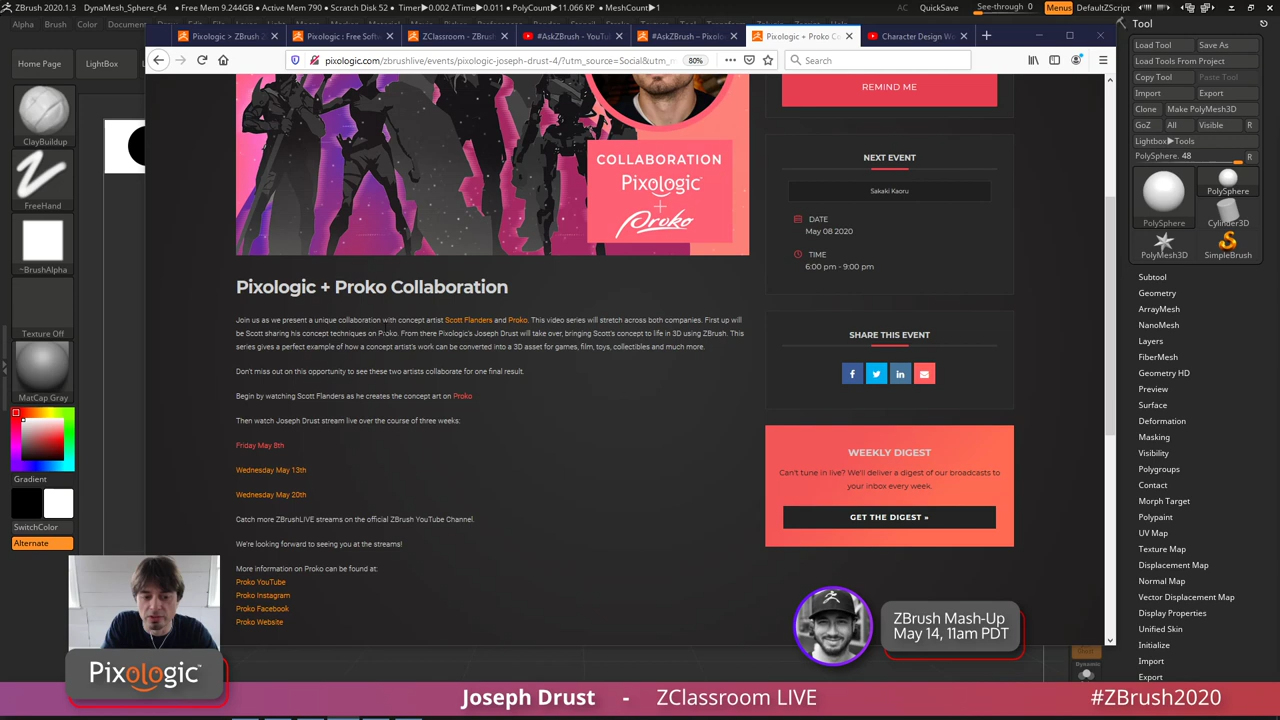 ZBrush 2020.1.3 DynaMesh_Sphere_64 • Free Mem 9.244GB • Active Mem 790 • Scratch Disk 52 • Timer▶0.002 ATime▶0.011 • PolyCount▶11.066 KP • MeshCount▶1
AC QuickSave See-through 0 Menus DefaultZScript
Alpha Brush Color Document
Tool
Pixologic > ZBrush 2
Pixologic : Free Softw
ZClassroom - ZBrus
#AskZBrush - YouTu
#AskZBrush – Pixolo
Pixologic + Proko Co
Character Design W
Load Tool Save As
Load Tools From Project
Copy Tool Paste Tool
Import Export
Clone Make PolyMesh3D
GoZ All Visible R
Lightbox▶Tools
PolySphere. 48 R
PolySphere
PolySphere
Cylinder3D
PolyMesh3D
SimpleBrush
Subtool
Geometry
ArrayMesh
NanoMesh
Layers
FiberMesh
Geometry HD
Preview
Surface
Deformation
Masking
Visibility
Polygroups
Contact
Morph Target
Polypaint
UV Map
Texture Map
Displacement Map
Normal Map
Vector Displacement Map
Display Properties
Unified Skin
Initialize
Import
Export
Home Page LightBox
ClayBuildup
FreeHand
~BrushAlpha
Texture Off
MatCap Gray
Gradient
SwitchColor
Alternate
pixologic.com/zbrushlive/events/pixologic-joseph-drust-4/?utm_source=Social&utm_
80%
Search
COLLABORATION
Pixologic™
+
Proko
REMIND ME
NEXT EVENT
Sakaki Kaoru
DATE
May 08 2020
TIME
6:00 pm - 9:00 pm
SHARE THIS EVENT
WEEKLY DIGEST
Can't tune in live? We'll deliver a digest of our broadcasts to
your inbox every week.
GET THE DIGEST »
Pixologic + Proko Collaboration
Join us as we present a unique collaboration with concept artist Scott Flanders and Proko. This video series will stretch across both companies. First up will
be Scott sharing his concept techniques on Proko. From there Pixologic's Joseph Drust will take over, bringing Scott's concept to life in 3D using ZBrush. This
series gives a perfect example of how a concept artist's work can be converted into a 3D asset for games, film, toys, collectibles and much more.
Don't miss out on this opportunity to see these two artists collaborate for one final result.
Begin by watching Scott Flanders as he creates the concept art on Proko
Then watch Joseph Drust stream live over the course of three weeks:
Friday May 8th
Wednesday May 13th
Wednesday May 20th
Catch more ZBrushLIVE streams on the official ZBrush YouTube Channel.
We're looking forward to seeing you at the streams!
More information on Proko can be found at:
Proko YouTube
Proko Instagram
Proko Facebook
Proko Website
ZBrush Mash-Up
May 14, 11am PDT
Dynamic
Pixologic™
Joseph Drust - ZClassroom LIVE #ZBrush2020